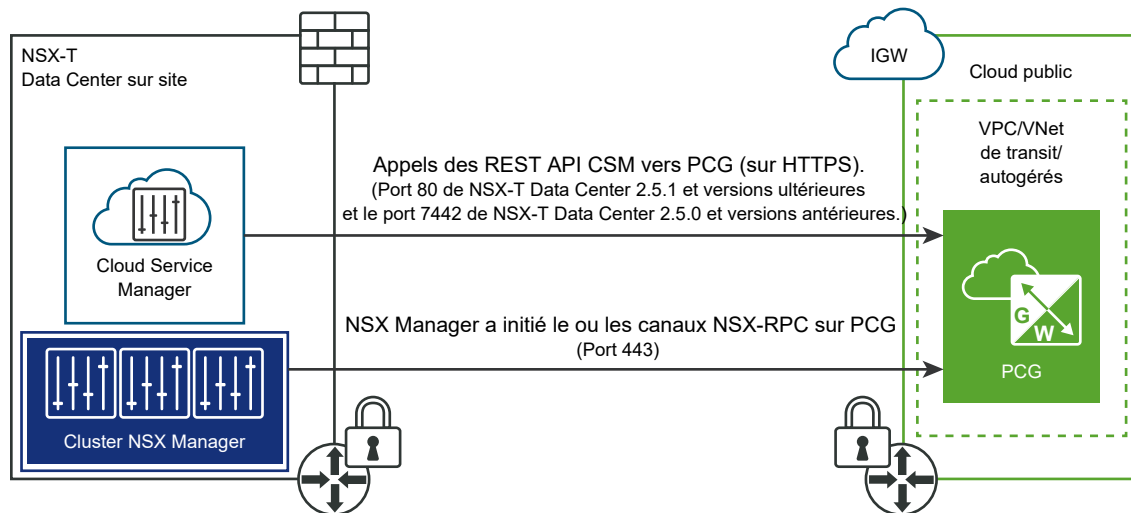 NSX-T
Data Center sur site
IGW
Cloud public
VPC/VNet
de transit/
autogérés
Appels des REST API CSM vers PCG (sur HTTPS).
(Port 80 de NSX-T Data Center 2.5.1 et versions ultérieures
et le port 7442 de NSX-T Data Center 2.5.0 et versions antérieures.)
Cloud Service
Manager
NSX Manager a initié le ou les canaux NSX-RPC sur PCG
(Port 443)
G
W
PCG
Cluster NSX Manager